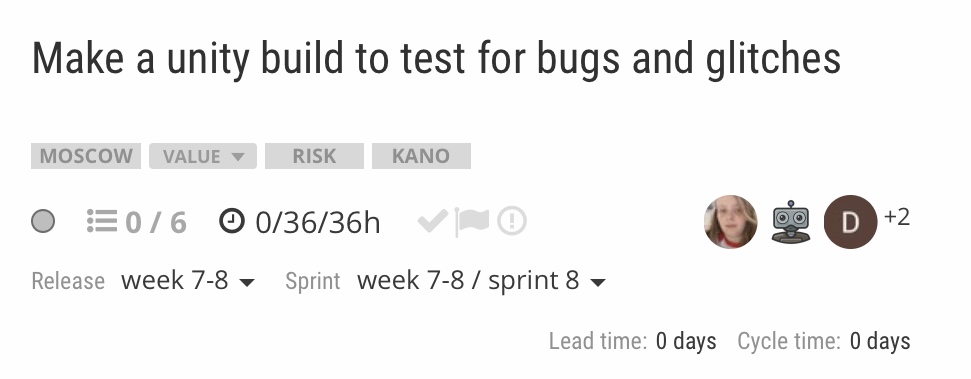 Make a unity build to test for bugs and glitches
MOSCOW VALUE RISK KANO
0 / 6 0/36/36h D +2
Release week 7-8 Sprint week 7-8 / sprint 8
Lead time: 0 days Cycle time: 0 days